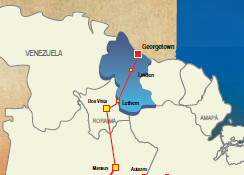 Georgetown
VENEZUELA
Linden
Boa Vista
Lethem
RORAIMA
AMAPÁ
Manaus